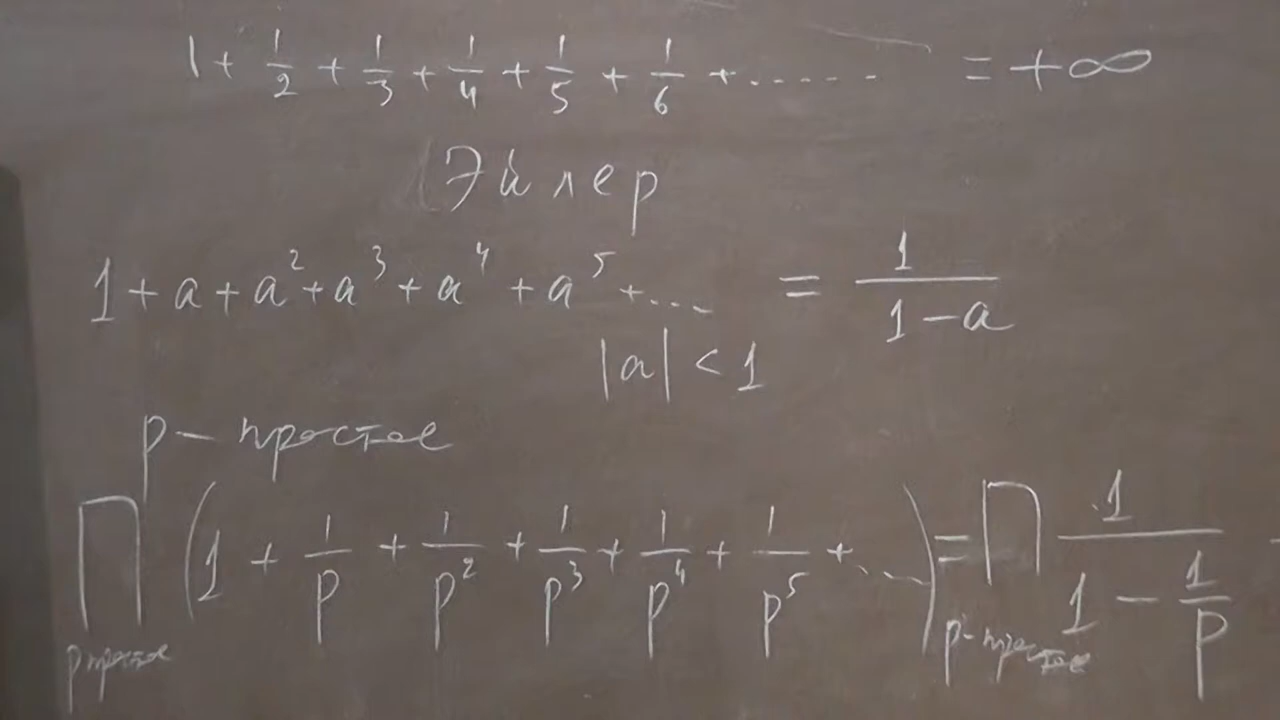 1 + 1/2 + 1/3 + 1/4 + 1/5 + 1/6 + ....... = +∞
Эйлер
1 + a + a² + a³ + a⁴ + a⁵ + ... = 1/(1-a)
|a| < 1
p - простое
∏ (1 + 1/p + 1/p² + 1/p³ + 1/p⁴ + 1/p⁵ + ...) = ∏ 1/(1 - 1/p)
p простое p-простое